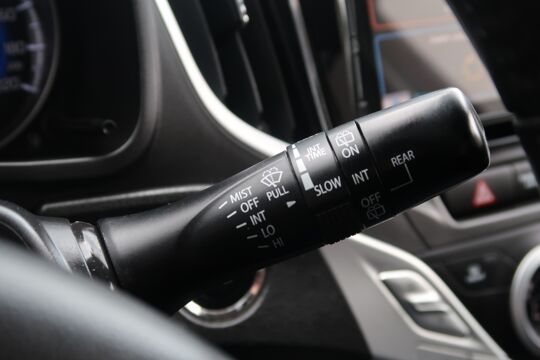 MIST
OFF
INT
LO
HI
PULL
INT
TIME
SLOW
ON
INT
OFF
REAR